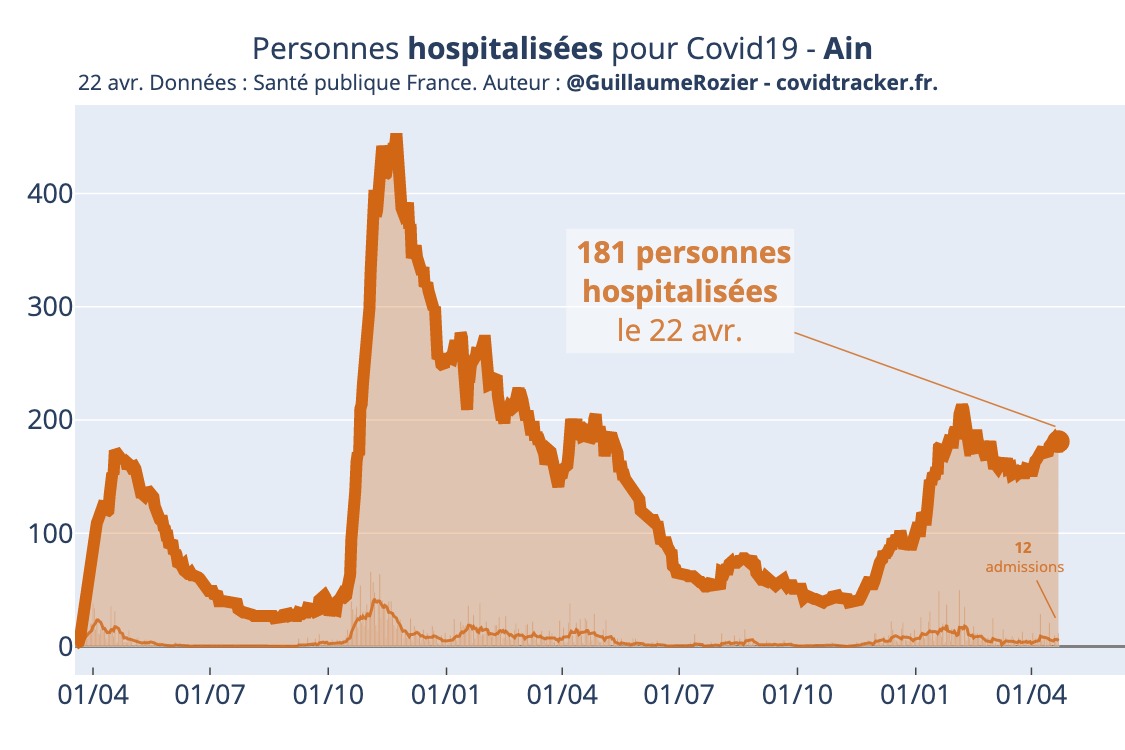 Personnes hospitalisées pour Covid19 - Ain
22 avr. Données : Santé publique France. Auteur : @GuillaumeRozier - covidtracker.fr.
400
300
200
100
0
181 personnes
hospitalisées
le 22 avr.
12
admissions
01/04 01/07 01/10 01/01 01/04 01/07 01/10 01/01 01/04